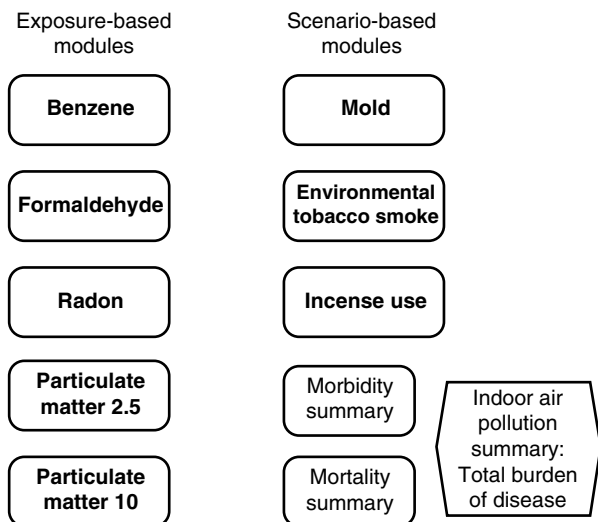 Exposure-based
modules
Benzene
Formaldehyde
Radon
Particulate
matter 2.5
Particulate
matter 10
Scenario-based
modules
Mold
Environmental
tobacco smoke
Incense use
Morbidity
summary
Mortality
summary
Indoor air
pollution
summary:
Total burden
of disease